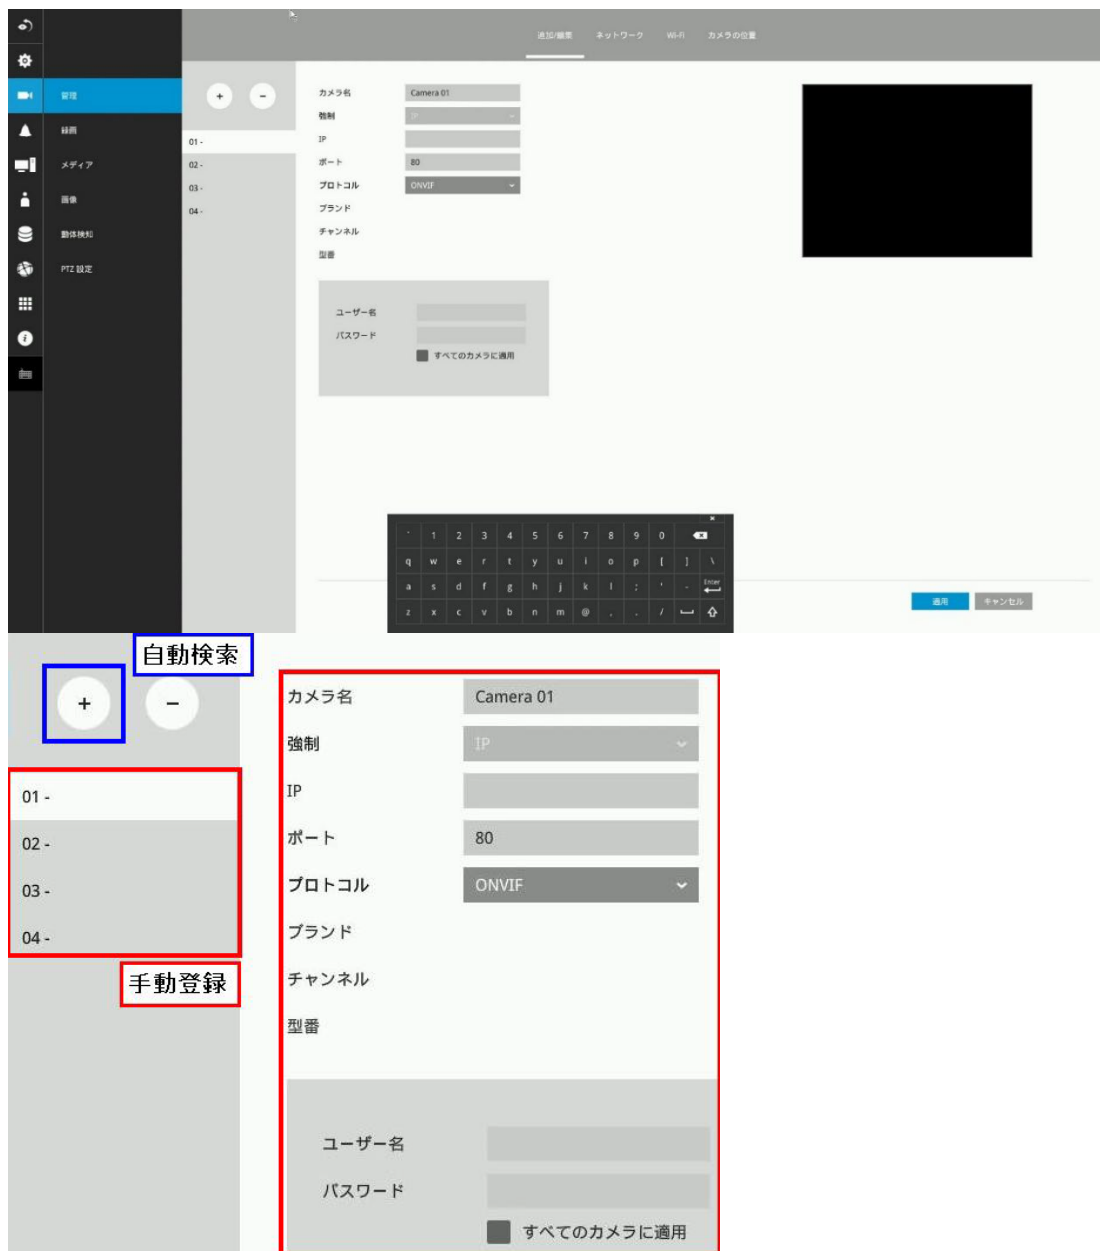 追加/編集 ネットワーク Wi-Fi カメラの位置
管理
録画
メディア
画像
動体検知
PTZ 設定
+ -
01 -
02 -
03 -
04 -
カメラ名 Camera 01
強制 IP
IP
ポート 80
プロトコル ONVIF
ブランド
チャンネル
型番
ユーザー名
パスワード
すべてのカメラに適用
` 1 2 3 4 5 6 7 8 9 0
q w e r t y u i o p [ ] \
a s d f g h j k l ; ' - Enter
z x c v b n m @ , . /
適用 キャンセル
自動検索
+ -
01 -
02 -
03 -
04 -
手動登録
カメラ名 Camera 01
強制 IP
IP
ポート 80
プロトコル ONVIF
ブランド
チャンネル
型番
ユーザー名
パスワード
すべてのカメラに適用